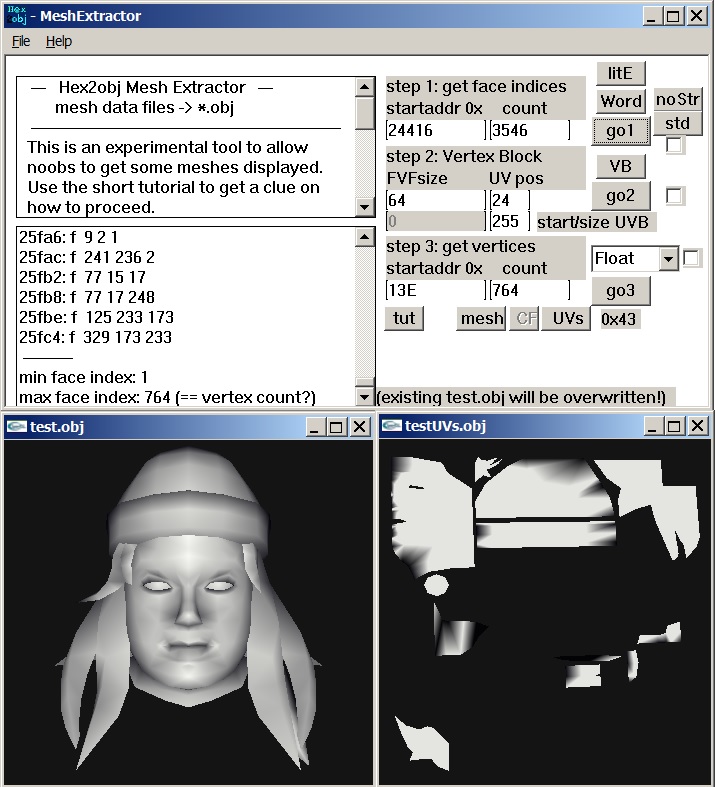 Hex
obj
- MeshExtractor
File Help
— Hex2obj Mesh Extractor —
mesh data files -> *.obj
This is an experimental tool to allow
noobs to get some meshes displayed.
Use the short tutorial to get a clue on
how to proceed.
25fa6: f 9 2 1
25fac: f 241 236 2
25fb2: f 77 15 17
25fb8: f 77 17 248
25fbe: f 125 233 173
25fc4: f 329 173 233
min face index: 1
max face index: 764 (== vertex count?)
litE
step 1: get face indices
startaddr 0x count
Word
noStr
24416 3546
go1
std
step 2: Vertex Block
FVFsize UV pos
VB
64 24
go2
0 255 start/size UVB
step 3: get vertices
startaddr 0x count
Float
13E 764
go3
tut mesh CF UVs 0x43
(existing test.obj will be overwritten!)
test.obj
testUVs.obj